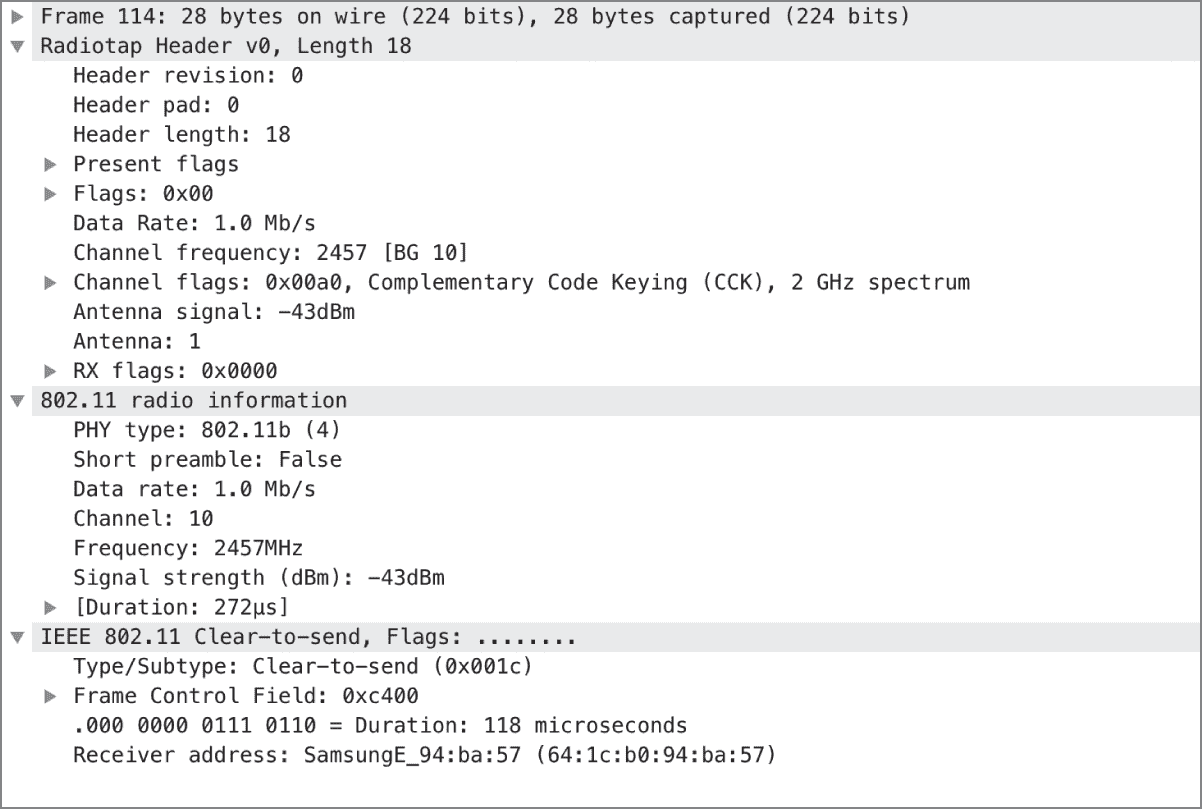 Frame 114: 28 bytes on wire (224 bits), 28 bytes captured (224 bits)
Radiotap Header v0, Length 18
Header revision: 0
Header pad: 0
Header length: 18
Present flags
Flags: 0x00
Data Rate: 1.0 Mb/s
Channel frequency: 2457 [BG 10]
Channel flags: 0x00a0, Complementary Code Keying (CCK), 2 GHz spectrum
Antenna signal: -43dBm
Antenna: 1
RX flags: 0x0000
802.11 radio information
PHY type: 802.11b (4)
Short preamble: False
Data rate: 1.0 Mb/s
Channel: 10
Frequency: 2457MHz
Signal strength (dBm): -43dBm
[Duration: 272µs]
IEEE 802.11 Clear-to-send, Flags: ........
Type/Subtype: Clear-to-send (0x001c)
Frame Control Field: 0xc400
.000 0000 0111 0110 = Duration: 118 microseconds
Receiver address: SamsungE_94:ba:57 (64:1c:b0:94:ba:57)